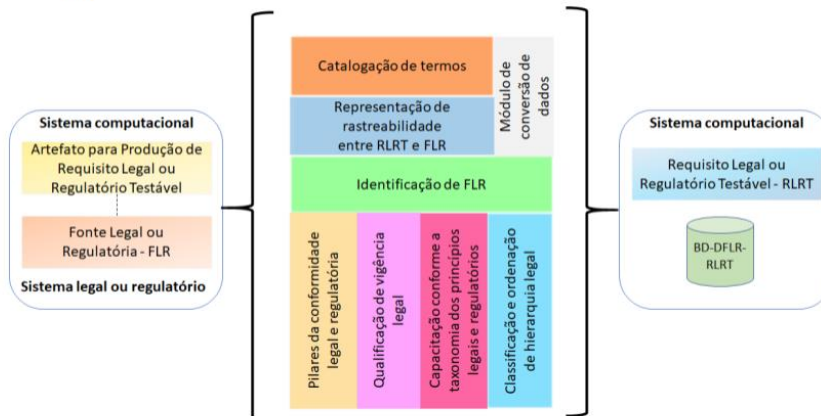 Sistema computacional
Artefato para Produção de
Requisito Legal ou
Regulatório Testável
Fonte Legal ou
Regulatória - FLR
Sistema legal ou regulatório
Catalogação de termos
Módulo de
conversão de
dados
Representação de
rastreabilidade
entre RLRT e FLR
Identificação de FLR
Pilares da conformidade
legal e regulatória
Qualificação de vigência
legal
Capacitação conforme a
taxonomia dos princípios
legais e regulatórios
Classificação e ordenação
de hierarquia legal
Sistema computacional
Requisito Legal ou
Regulatório Testável - RLRT
BD-DFLR-
RLRT